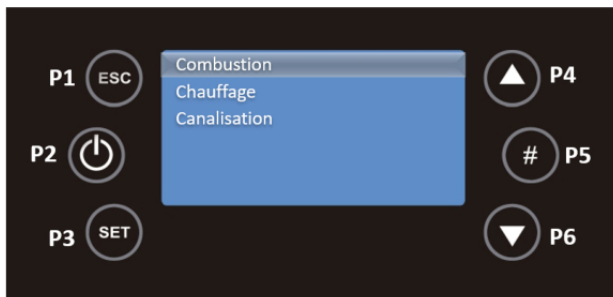 P1 ESC
P2
P3 SET
Combustion
Chauffage
Canalisation
P4
# P5
P6